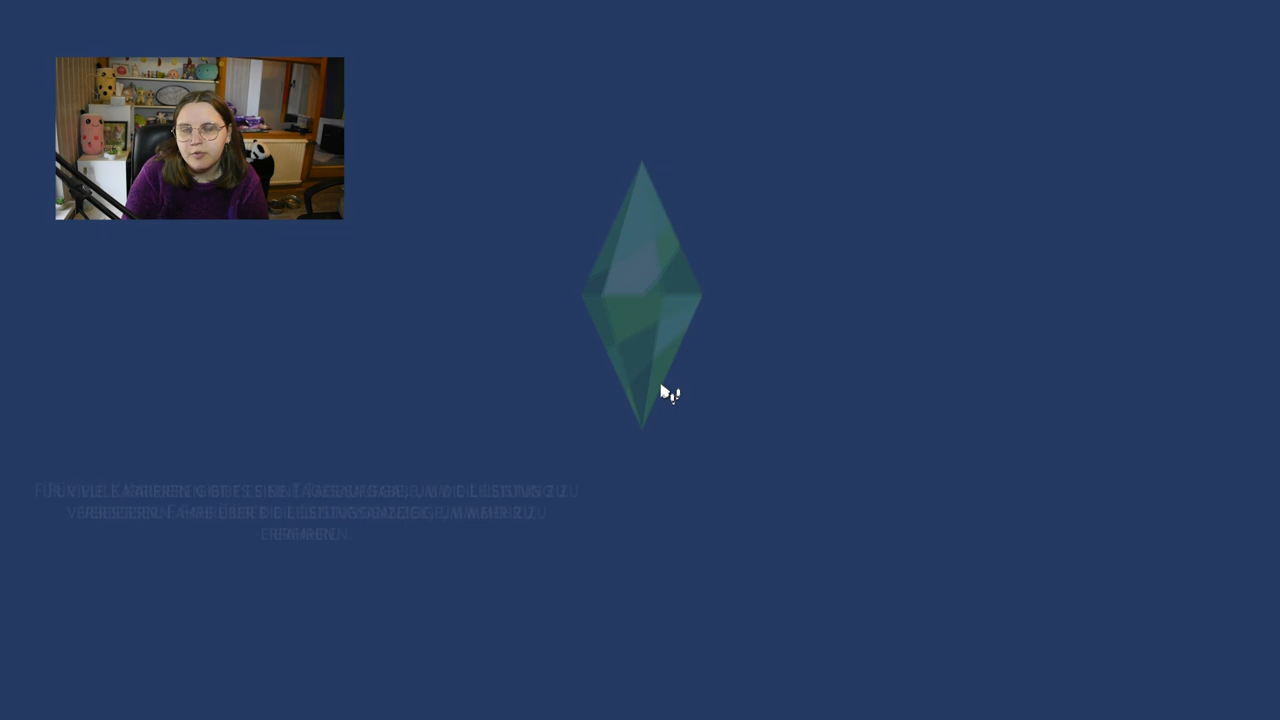 FÜR VIELE KARRIEREN GIBT ES EINE TAGESAUFGABE, UM DIE LEISTUNG ZU
VERBESSERN. FAHRE ÜBER DIE LEISTUNGSANZEIGE, UM MEHR ZU
ERFAHREN.